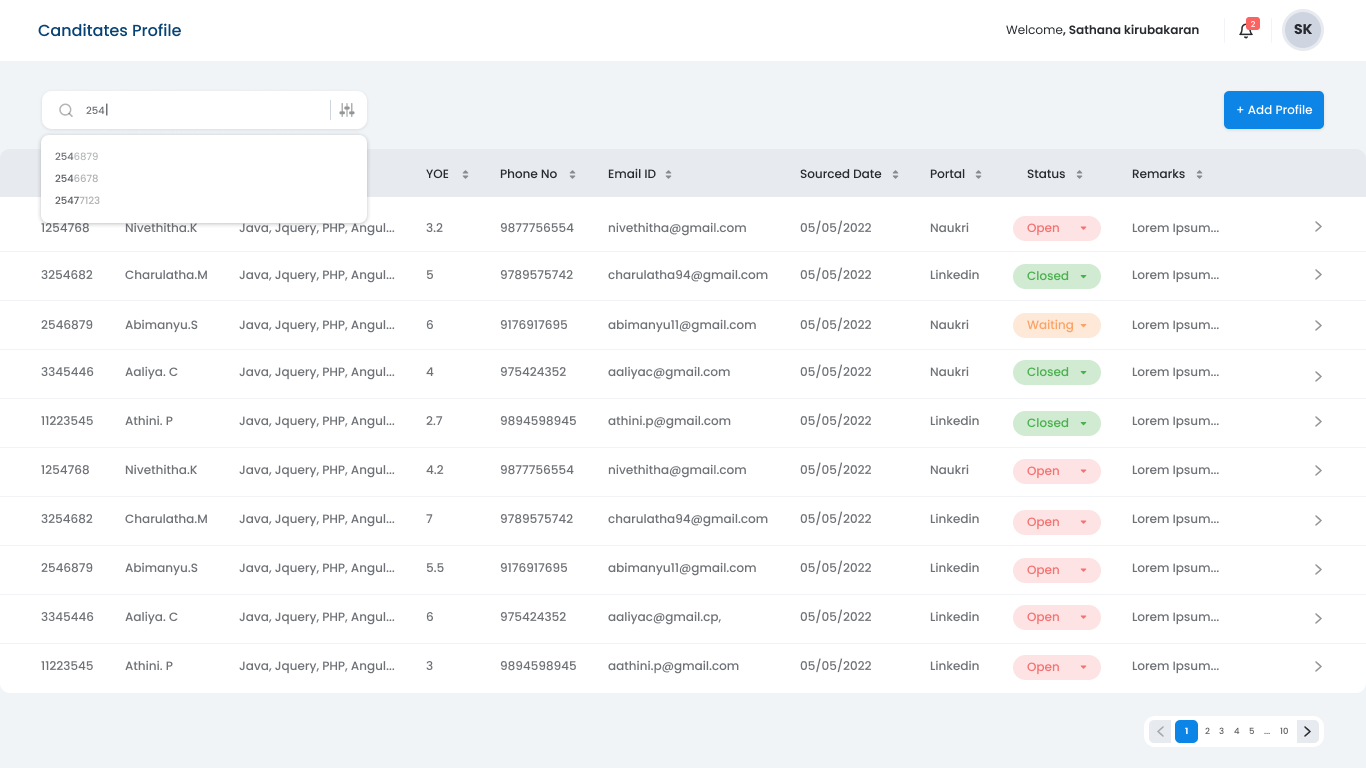 Canditates Profile
Welcome, Sathana kirubakaran
2
SK
254
+ Add Profile
2546879
2546678
25477123
YOE Phone No Email ID Sourced Date Portal Status Remarks
1254768 Nivethitha.K Java, Jquery, PHP, Angul... 3.2 9877756554 nivethitha@gmail.com 05/05/2022 Naukri Open Lorem Ipsum...
3254682 Charulatha.M Java, Jquery, PHP, Angul... 5 9789575742 charulatha94@gmail.com 05/05/2022 Linkedin Closed Lorem Ipsum...
2546879 Abimanyu.S Java, Jquery, PHP, Angul... 6 9176917695 abimanyu11@gmail.com 05/05/2022 Naukri Waiting Lorem Ipsum...
3345446 Aaliya. C Java, Jquery, PHP, Angul... 4 975424352 aaliyac@gmail.com 05/05/2022 Naukri Closed Lorem Ipsum...
11223545 Athini. P Java, Jquery, PHP, Angul... 2.7 9894598945 athini.p@gmail.com 05/05/2022 Linkedin Closed Lorem Ipsum...
1254768 Nivethitha.K Java, Jquery, PHP, Angul... 4.2 9877756554 nivethitha@gmail.com 05/05/2022 Naukri Open Lorem Ipsum...
3254682 Charulatha.M Java, Jquery, PHP, Angul... 7 9789575742 charulatha94@gmail.com 05/05/2022 Linkedin Open Lorem Ipsum...
2546879 Abimanyu.S Java, Jquery, PHP, Angul... 5.5 9176917695 abimanyu11@gmail.com 05/05/2022 Linkedin Open Lorem Ipsum...
3345446 Aaliya. C Java, Jquery, PHP, Angul... 6 975424352 aaliyac@gmail.cp, 05/05/2022 Linkedin Open Lorem Ipsum...
11223545 Athini. P Java, Jquery, PHP, Angul... 3 9894598945 aathini.p@gmail.com 05/05/2022 Linkedin Open Lorem Ipsum...
1 2 3 4 5 ... 10